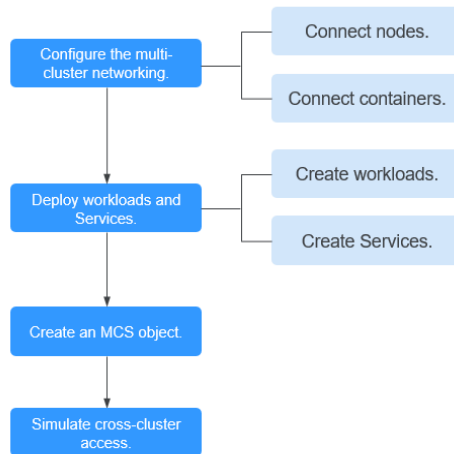 Configure the multi-
cluster networking.
Connect nodes.
Connect containers.
Deploy workloads and
Services.
Create workloads.
Create Services.
Create an MCS object.
Simulate cross-cluster
access.